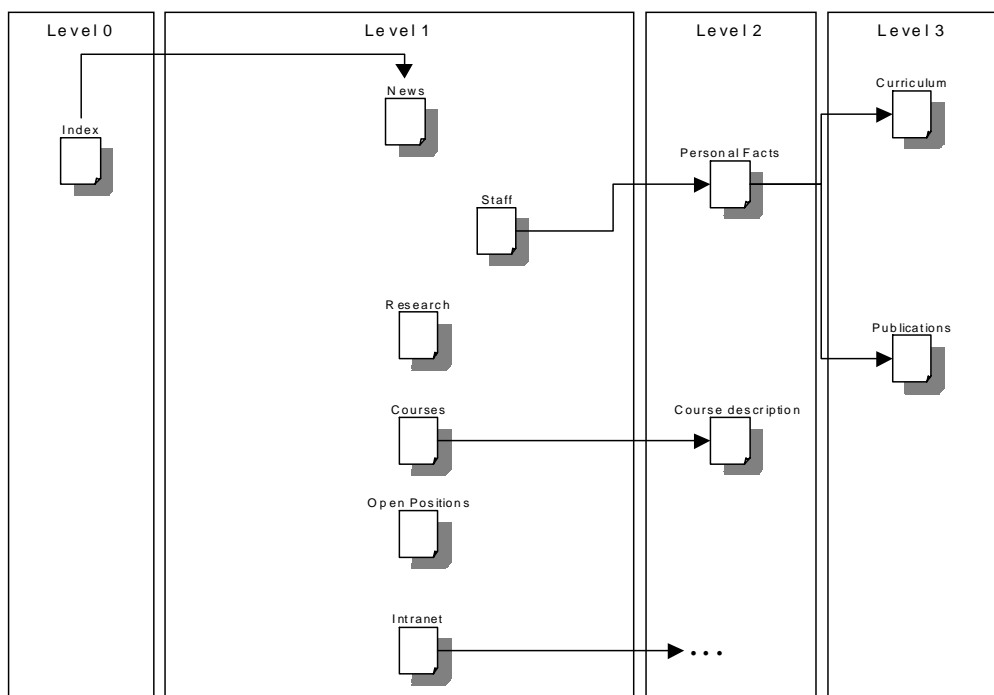 Level 0
Level 1
Level 2
Level 3
News
Index
Curriculum
Personal Facts
Staff
Research
Publications
Courses
Course description
Open Positions
Intranet
...